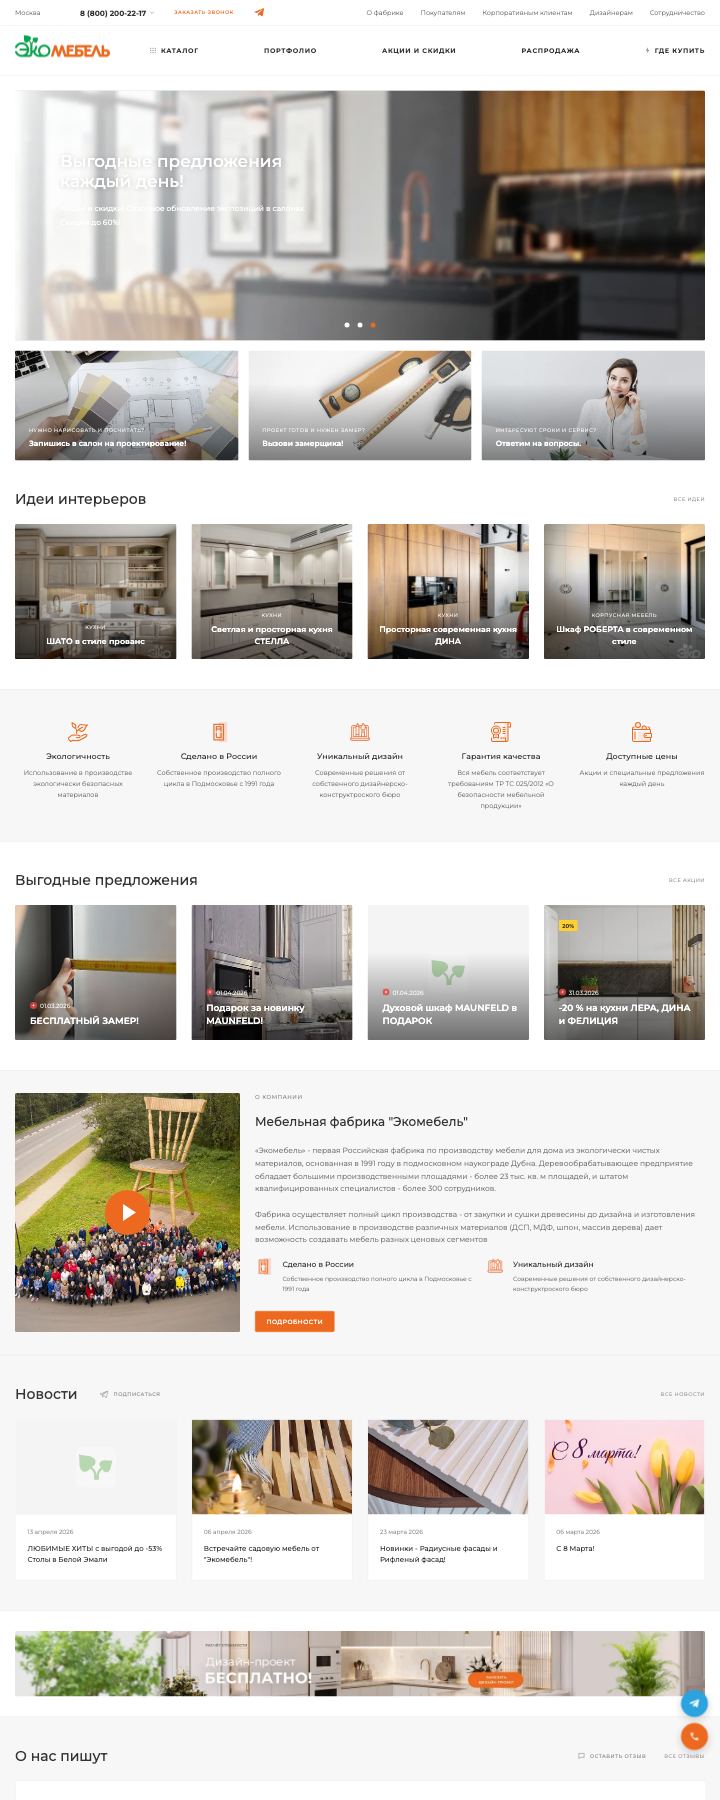 Москва
8 (800) 200-22-17
ЗАКАЗАТЬ ЗВОНОК
О фабрике
Покупателям
Корпоративным клиентам
Дизайнерам
Сотрудничество
ЭКОМЕБЕЛЬ
КАТАЛОГ
ПОРТФОЛИО
АКЦИИ И СКИДКИ
РАСПРОДАЖА
ГДЕ КУПИТЬ
Выгодные предложения
каждый день!
и скидки! обновление экспозиций в салонах.
Скидки до 60%!
НУЖНО НАРИСОВАТЬ И ПОСЧИТАТЬ?
Запишись в салон на проектирование!
ПРОЕКТ ГОТОВ И НУЖЕН ЗАМЕР?
Вызови замерщика!
ИНТЕРЕСУЮТ СРОКИ И СЕРВИС?
Ответим на вопросы.
Идеи интерьеров
ВСЕ ИДЕИ
КУХНИ
ШАТО в стиле прованс
КУХНИ
Светлая и просторная кухня
СТЕЛЛА
КУХНИ
Просторная современная кухня
ДИНА
КОРПУСНАЯ МЕБЕЛЬ
Шкаф РОБЕРТА в современном
стиле
Экологичность
Использование в производстве
экологически безопасных
материалов
Сделано в России
Собственное производство полного
цикла в Подмосковье с 1991 года
Уникальный дизайн
Современные решения от
собственного дизайнерско-
конструктроского бюро
Гарантия качества
Вся мебель соответствует
требованиям ТР ТС 025/2012 «О
безопасности мебельной
продукции»
Доступные цены
Акции и специальные предложения
каждый день
Выгодные предложения
ВСЕ АКЦИИ
01.03.2026
БЕСПЛАТНЫЙ ЗАМЕР!
01.04.2026
Подарок за новинку
MAUNFELD!
01.04.2026
Духовой шкаф MAUNFELD в
ПОДАРОК
20%
31.03.2026
-20 % на кухни ЛЕРА, ДИНА
и ФЕЛИЦИЯ
О КОМПАНИИ
Мебельная фабрика "Экомебель"
«Экомебель» - первая Российская фабрика по производству мебели для дома из экологически чистых
материалов, основанная в 1991 году в подмосковном наукограде Дубна. Деревообрабатывающее предприятие
обладает большими производственными площадями - более 23 тыс. кв. м площадей, и штатом
квалифицированных специалистов - более 300 сотрудников.
Фабрика осуществляет полный цикл производства - от закупки и сушки древесины до дизайна и изготовления
мебели. Использование в производстве различных материалов (ДСП, МДФ, шпон, массив дерева) дает
возможность создавать мебель разных ценовых сегментов
Сделано в России
Собственное производство полного цикла в Подмосковье с
1991 года
Уникальный дизайн
Современные решения от собственного дизайнерско-
конструктроского бюро
ПОДРОБНОСТИ
Новости
ПОДПИСАТЬСЯ
ВСЕ НОВОСТИ
13 апреля 2026
ЛЮБИМЫЕ ХИТЫ с выгодой до -53%
Столы в Белой Эмали
06 апреля 2026
Встречайте садовую мебель от
"Экомебель"!
23 марта 2026
Новинки - Радиусные фасады и
Рифленый фасад!
С 8 марта!
06 марта 2026
С 8 Марта!
Дизайн-проект
БЕСПЛАТНО!
О нас пишут
ОСТАВИТЬ ОТЗЫВ
ВСЕ ОТЗЫВЫ